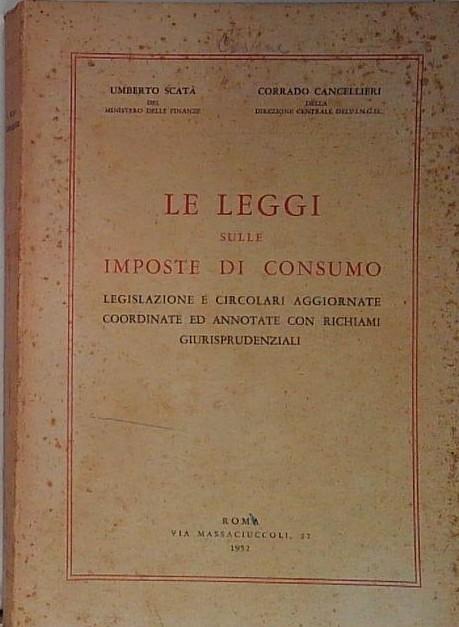 UMBERTO SCATÀ
DEL
MINISTERO DELLE FINANZE
CORRADO CANCELLIERI
DELLA
DIREZIONE CENTRALE DELL'I.N.G.I.C.
LE LEGGI
SULLE
IMPOSTE DI CONSUMO
LEGISLAZIONE E CIRCOLARI AGGIORNATE
COORDINATE ED ANNOTATE CON RICHIAMI
GIURISPRUDENZIALI
ROMA
VIA MASSACIUCCOLI,
1952